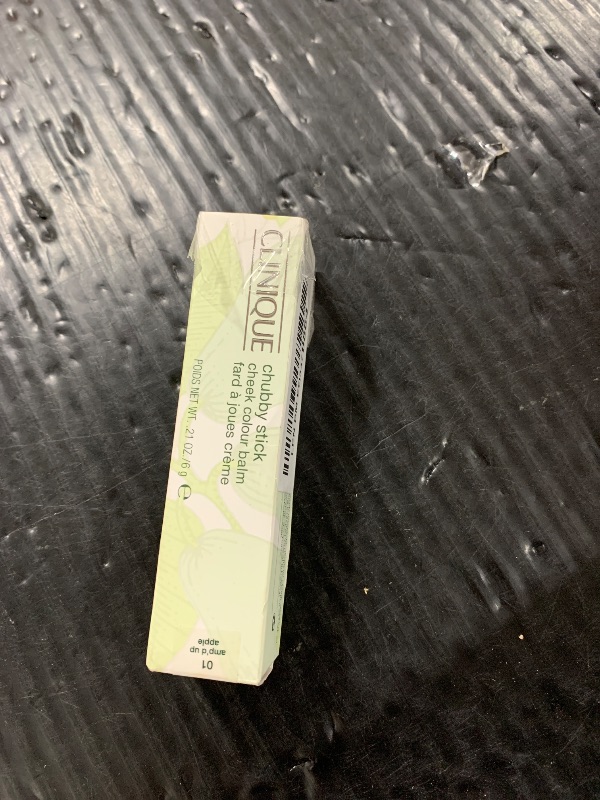 CLINIQUE
chubby stick
cheek colour balm
fard à joues crème
POIDS NET WT. .21 OZ./6 g ℮
01
amp'd up
apple